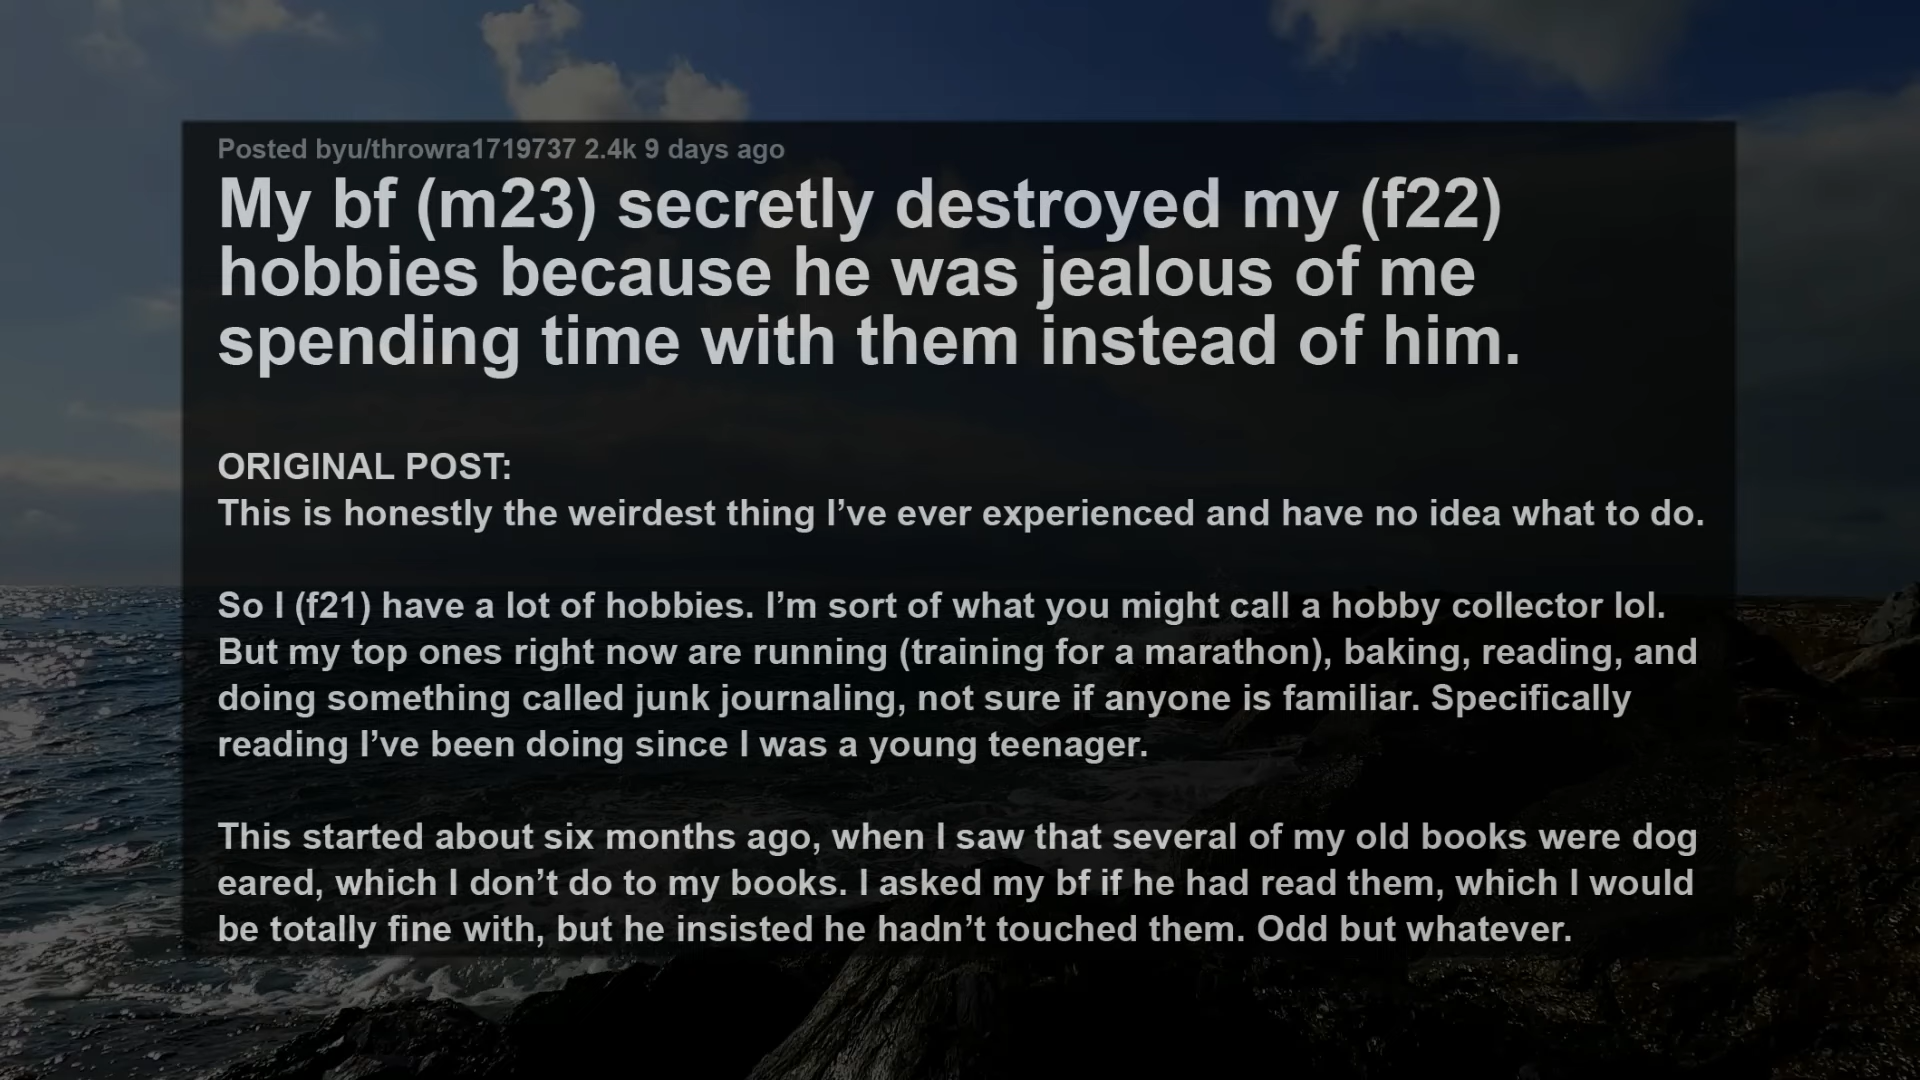 Posted byu/throwra1719737 2.4k 9 days ago
My bf (m23) secretly destroyed my (f22)
hobbies because he was jealous of me
spending time with them instead of him.
ORIGINAL POST:
This is honestly the weirdest thing I’ve ever experienced and have no idea what to do.
So I (f21) have a lot of hobbies. I’m sort of what you might call a hobby collector lol.
But my top ones right now are running (training for a marathon), baking, reading, and
doing something called junk journaling, not sure if anyone is familiar. Specifically
reading I’ve been doing since I was a young teenager.
This started about six months ago, when I saw that several of my old books were dog
eared, which I don’t do to my books. I asked my bf if he had read them, which I would
be totally fine with, but he insisted he hadn’t touched them. Odd but whatever.